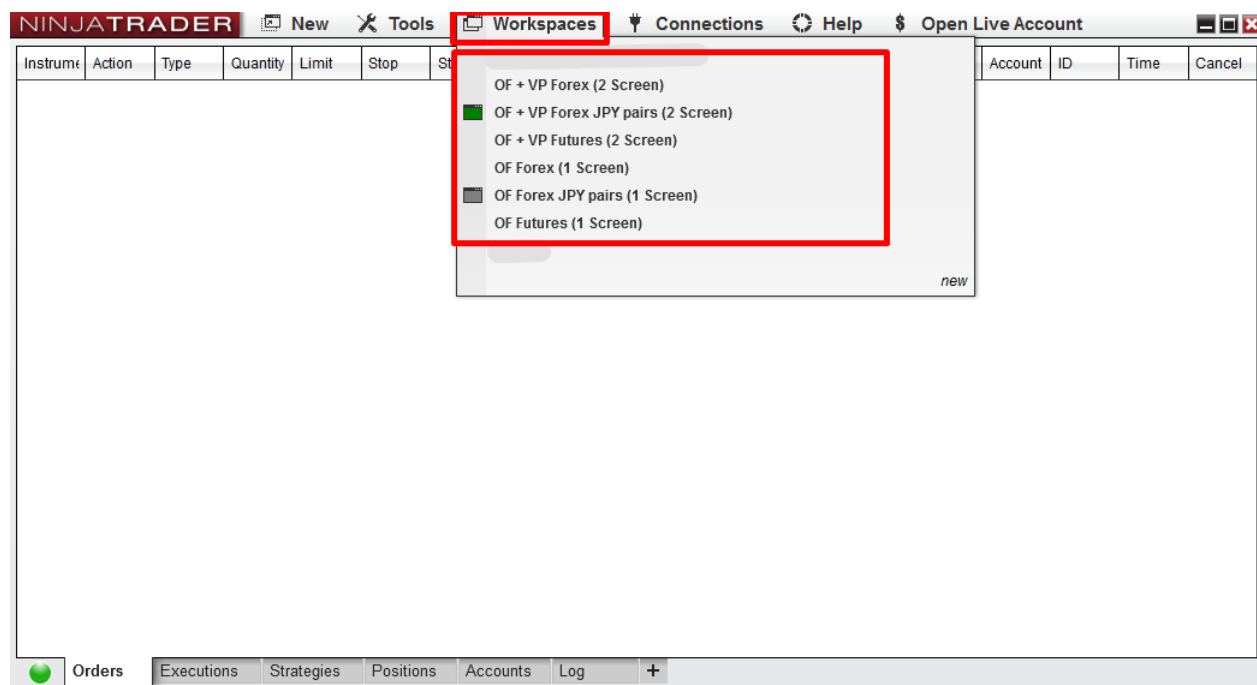 NINJATRADER New Tools Workspaces Connections Help $ Open Live Account
Instrume Action Type Quantity Limit Stop St Account ID Time Cancel
OF + VP Forex (2 Screen)
OF + VP Forex JPY pairs (2 Screen)
OF + VP Futures (2 Screen)
OF Forex (1 Screen)
OF Forex JPY pairs (1 Screen)
OF Futures (1 Screen)
new
Orders Executions Strategies Positions Accounts Log +